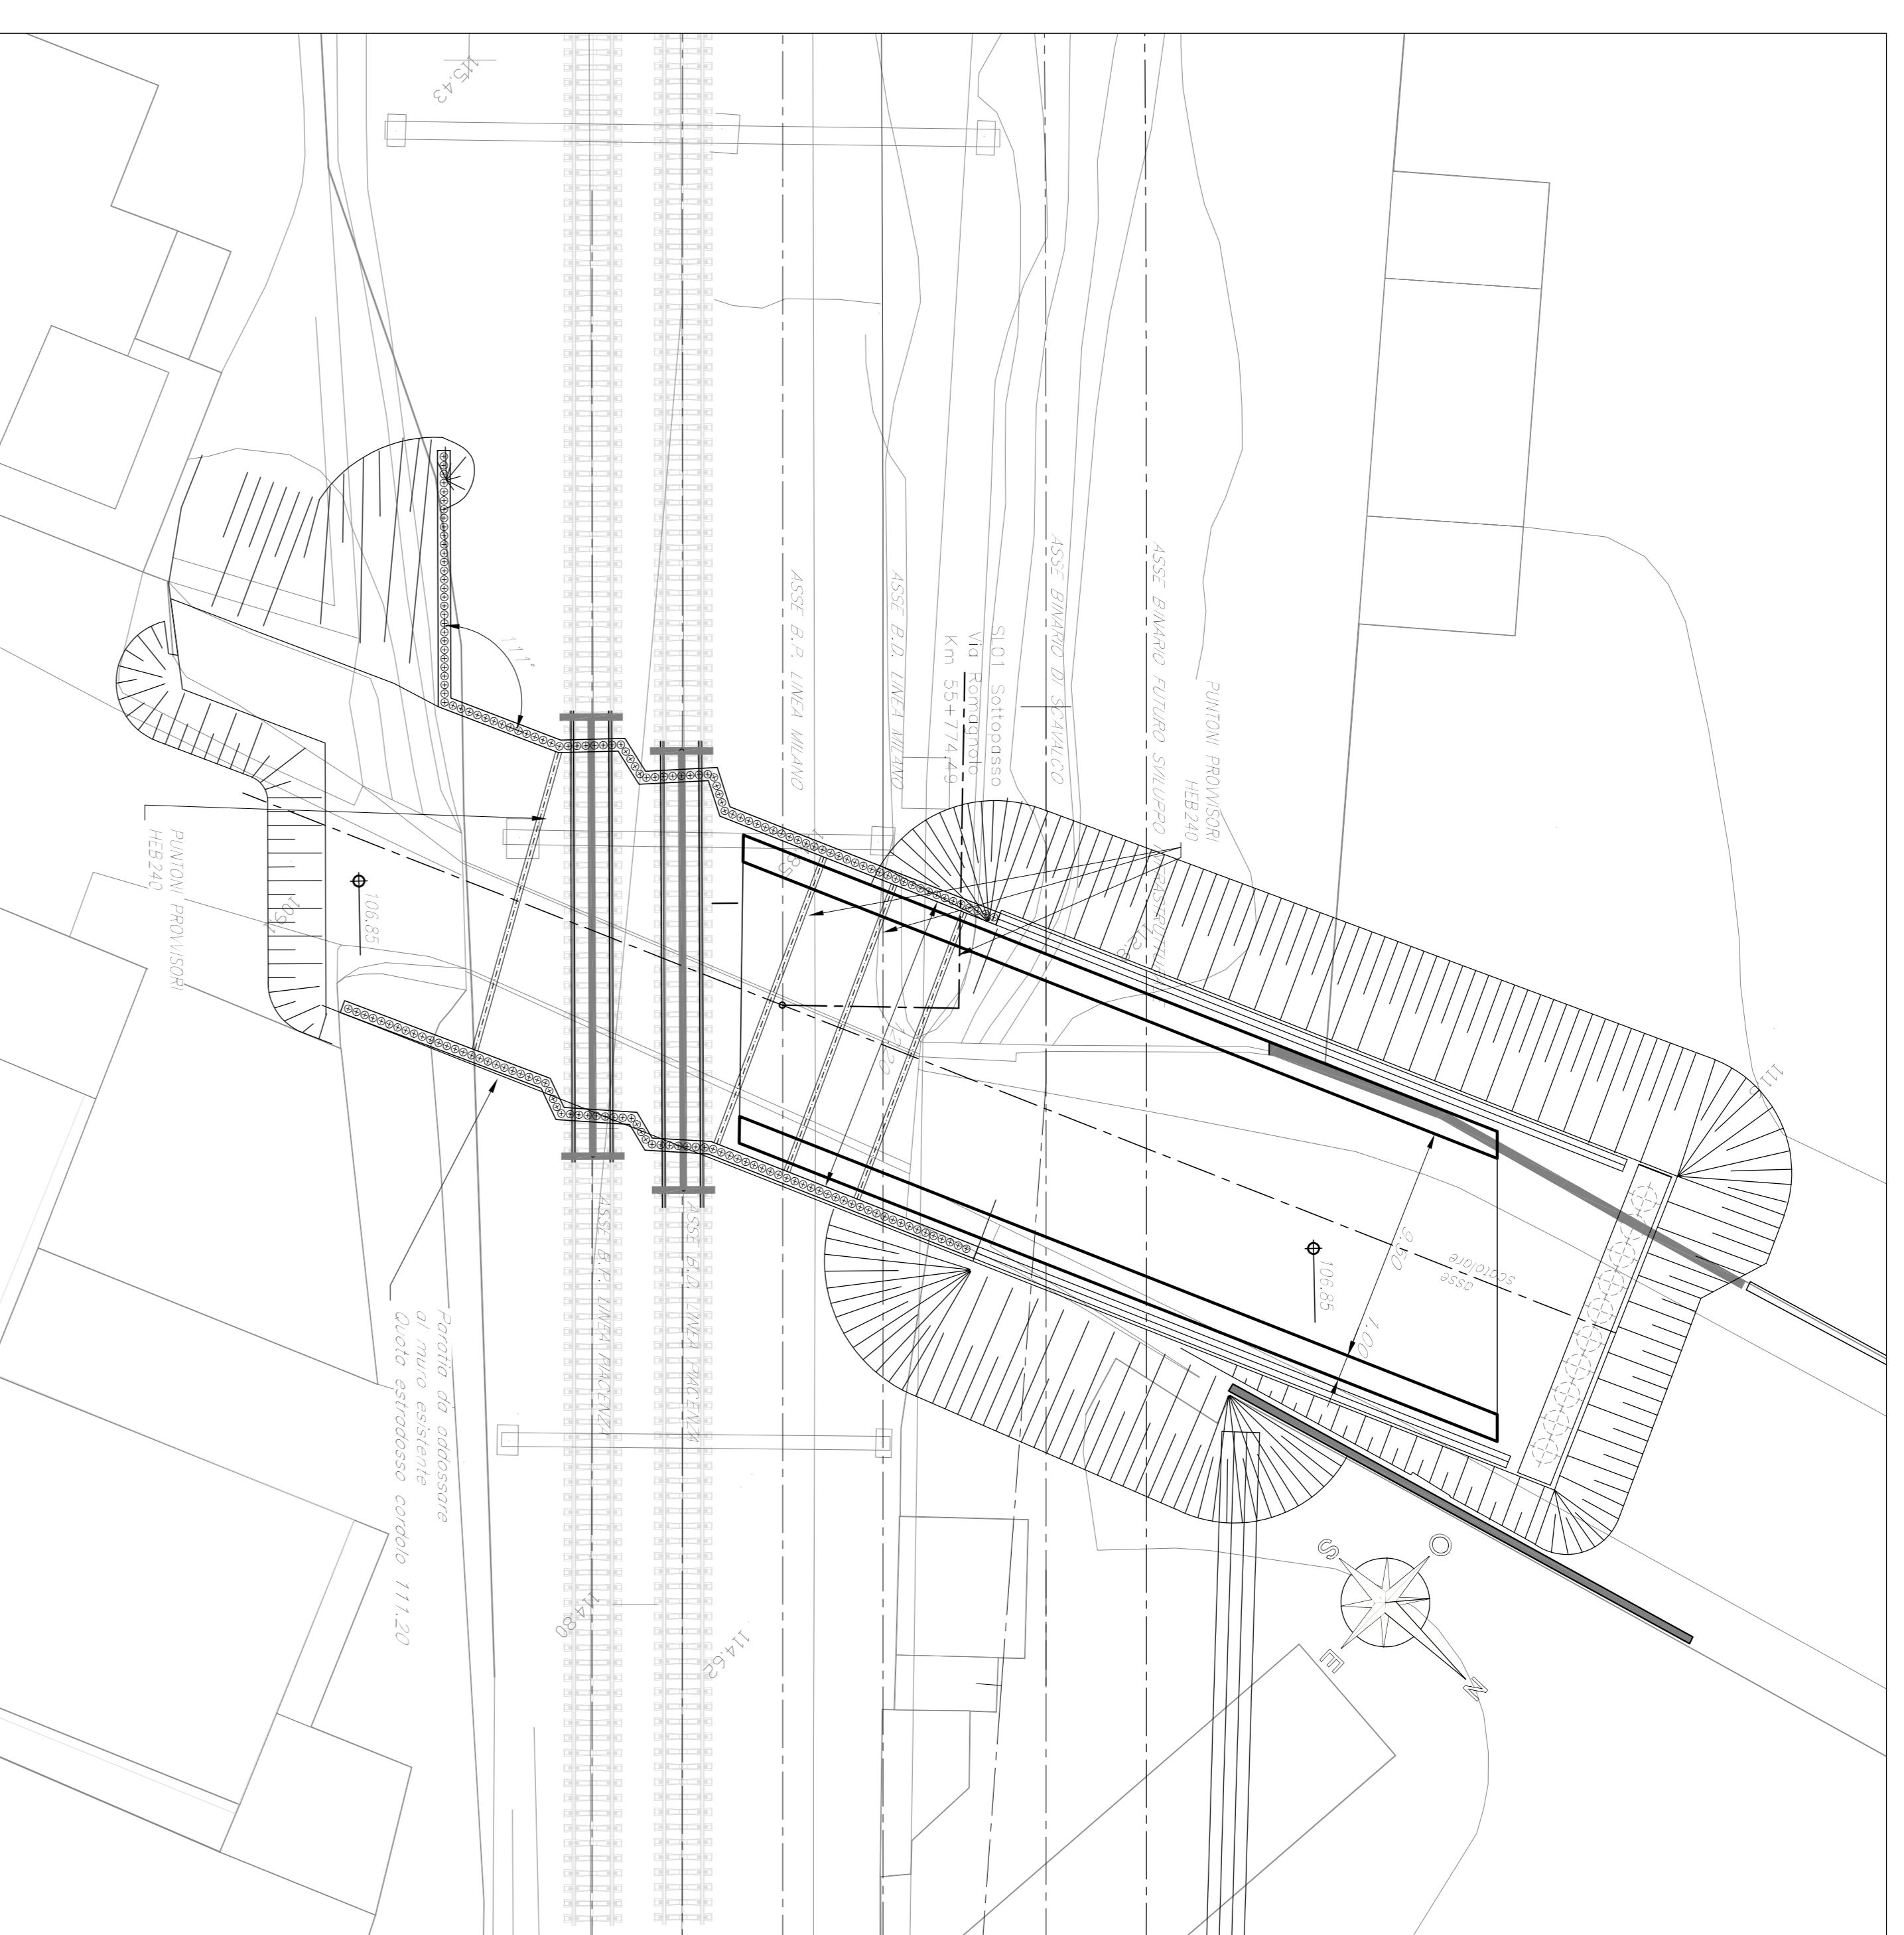 115.43
111°
ASSE B.P. LINEA MILANO
ASSE B.D. LINEA MILANO
SL01 Sottopasso
Via Romagnolo
Km 55+774,49
ASSE BINARIO DI SCAVALCO
ASSE BINARIO FUTURO SVILUPPO INFRASTRUTTURALE
PUNTONI PROVVISORI
HEB240
PUNTONI PROVVISORI
HEB240
106.85
12.20
9.50
1.00
asse
scatolare
106.85
ASSE B.P. LINEA PIACENZA
ASSE B.D. LINEA PIACENZA
Paratia da addossare
al muro esistente
Quota estradosso cordolo 111.20
114.80
114.62
O
S
E
N